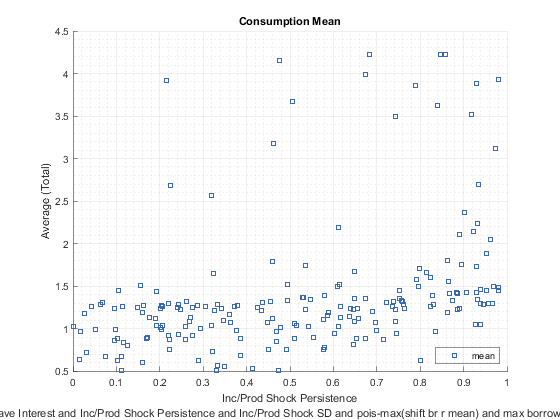 Consumption Mean
4.5
4
3.5
3
2.5
2
1.5
1
0.5
Average (Total)
mean
0 0.1 0.2 0.3 0.4 0.5 0.6 0.7 0.8 0.9 1
Inc/Prod Shock Persistence
ave Interest and Inc/Prod Shock Persistence and Inc/Prod Shock SD and pois-max(shift br r mean) and max borrow